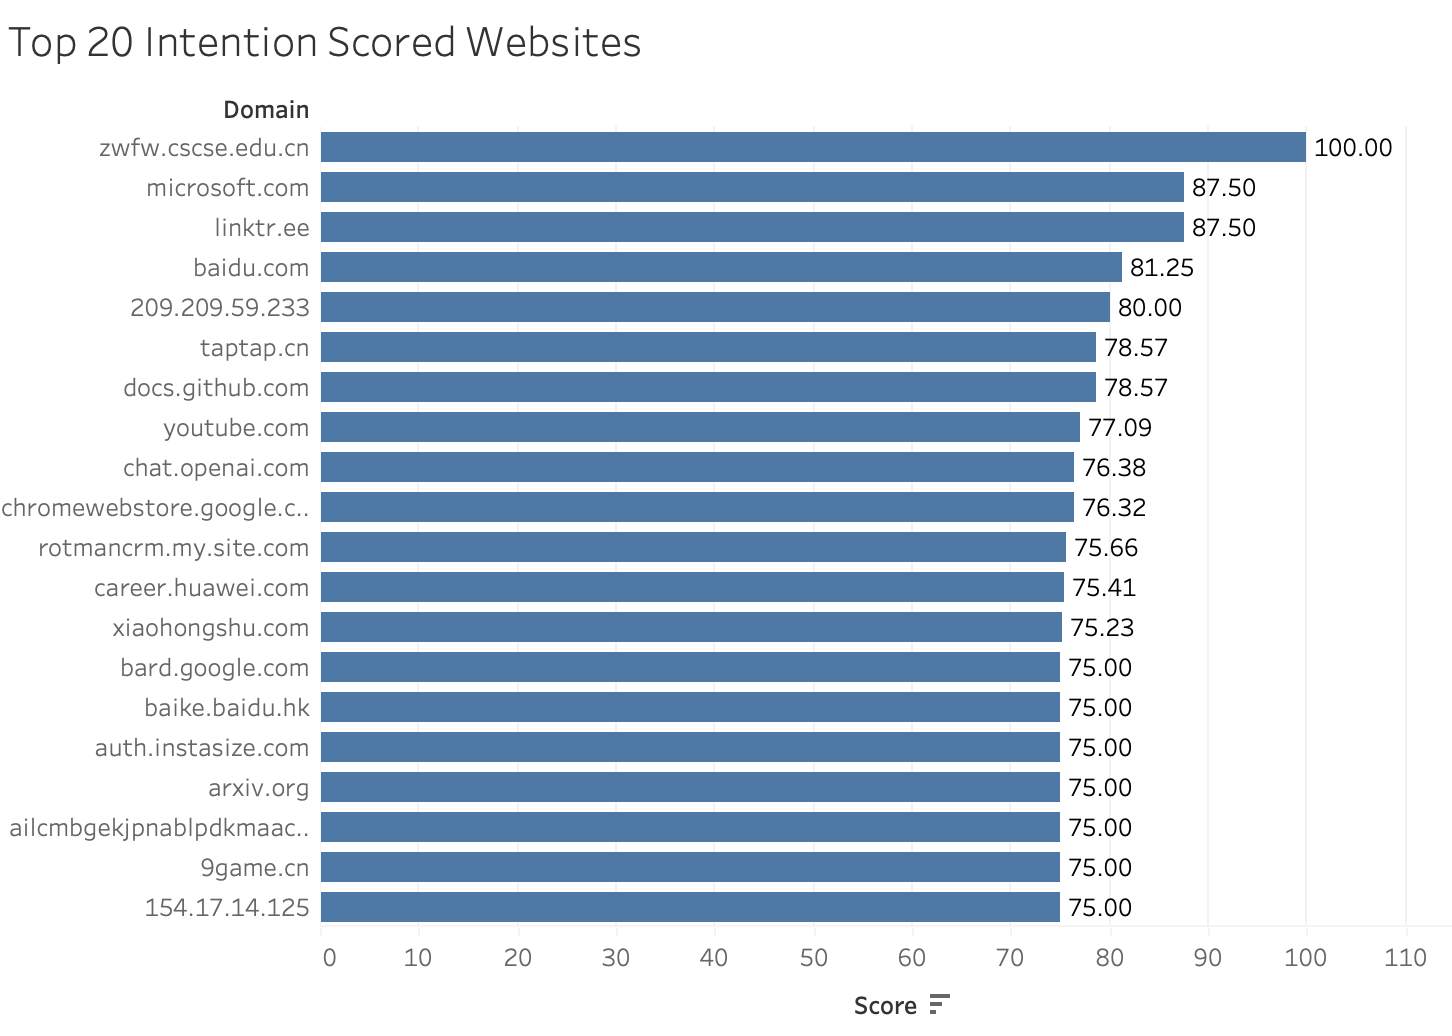 Top 20 Intention Scored Websites
Domain
zwfw.cscse.edu.cn 100.00
microsoft.com 87.50
linktr.ee 87.50
baidu.com 81.25
209.209.59.233 80.00
taptap.cn 78.57
docs.github.com 78.57
youtube.com 77.09
chat.openai.com 76.38
chromewebstore.google.c.. 76.32
rotmancrm.my.site.com 75.66
career.huawei.com 75.41
xiaohongshu.com 75.23
bard.google.com 75.00
baike.baidu.hk 75.00
auth.instasize.com 75.00
arxiv.org 75.00
ailcmbgekjpnablpdkmaac.. 75.00
9game.cn 75.00
154.17.14.125 75.00
0 10 20 30 40 50 60 70 80 90 100 110
Score